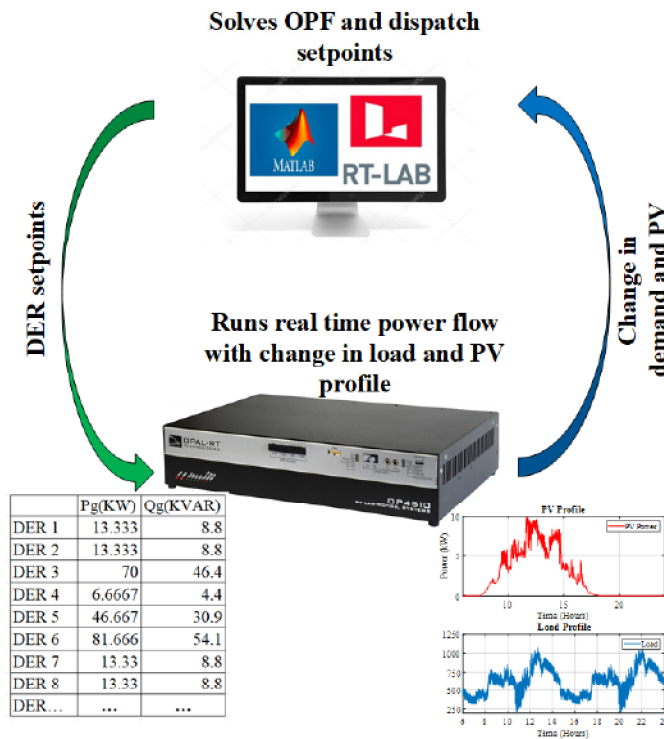 Solves OPF and dispatch
setpoints
MATLAB
RT-LAB
DER setpoints
Change in
demand and PV
Runs real time power flow
with change in load and PV
profile
OPAL-RT
TECHNOLOGIES
OP4510
Pg(KW) Qg(KVAR)
DER 1 13.333 8.8
DER 2 13.333 8.8
DER 3 70 46.4
DER 4 6.6667 4.4
DER 5 46.667 30.9
DER 6 81.666 54.1
DER 7 13.33 8.8
DER 8 13.33 8.8
DER... ... ...
PV Profile
PV Power
Power (kW)
10
5
0
10 15 20
Time (Hours)
Load Profile
Load
1250
1000
750
500
250
6 8 10 12 14 16 18 20 22 24
Time (Hours)